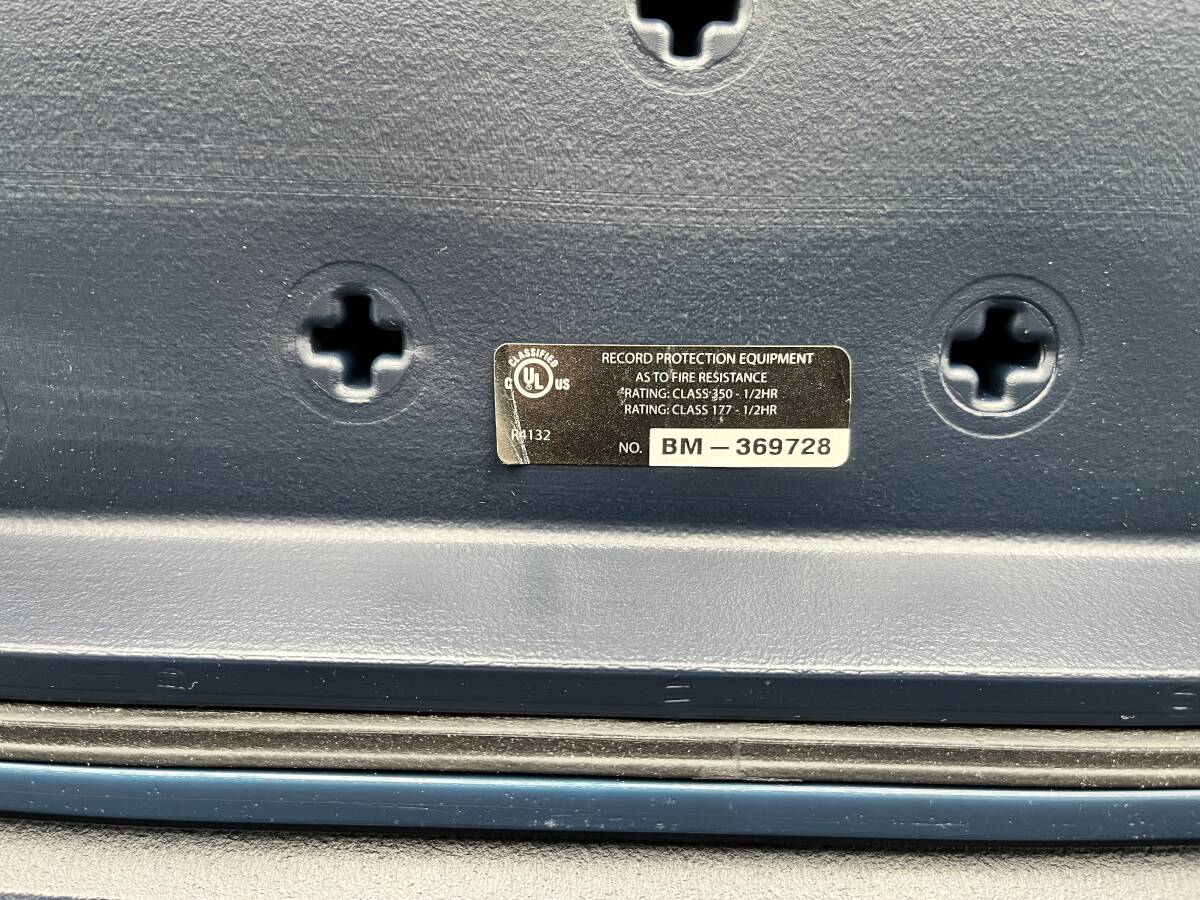 CLASSIFIED
C UL US
RECORD PROTECTION EQUIPMENT
AS TO FIRE RESISTANCE
RATING: CLASS 350 - 1/2HR
RATING: CLASS 177 - 1/2HR
R4132
NO. BM – 369728